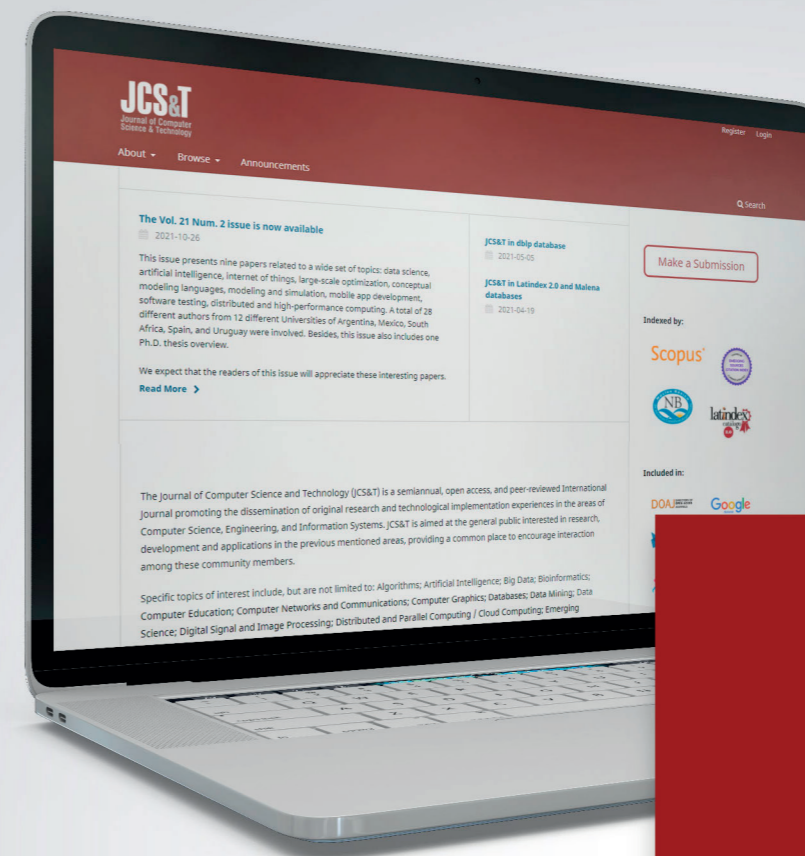 JCS&T
Journal of Computer
Science & Technology
Register Login
About Browse Announcements
Search
The Vol. 21 Num. 2 issue is now available
2021-10-26
This issue presents nine papers related to a wide set of topics: data science,
artificial intelligence, internet of things, large-scale optimization, conceptual
modeling languages, modeling and simulation, mobile app development,
software testing, distributed and high-performance computing. A total of 28
different authors from 12 different Universities of Argentina, Mexico, South
Africa, Spain, and Uruguay were involved. Besides, this issue also includes one
Ph.D. thesis overview.
We expect that the readers of this issue will appreciate these interesting papers.
Read More
JCS&T in dblp database
2021-05-05
JCS&T in Latindex 2.0 and Malena
databases
2021-04-19
Make a Submission
Indexed by:
Scopus
NB
latindex
catálogo
Included in:
DOAJ
Google
The Journal of Computer Science and Technology (JCS&T) is a semiannual, open access, and peer-reviewed International
Journal promoting the dissemination of original research and technological implementation experiences in the areas of
Computer Science, Engineering, and Information Systems. JCS&T is aimed at the general public interested in research,
development and applications in the previous mentioned areas, providing a common place to encourage interaction
among these community members.
Specific topics of interest include, but are not limited to: Algorithms; Artificial Intelligence; Big Data; Bioinformatics;
Computer Education; Computer Networks and Communications; Computer Graphics; Databases; Data Mining; Data
Science; Digital Signal and Image Processing; Distributed and Parallel Computing / Cloud Computing; Emerging